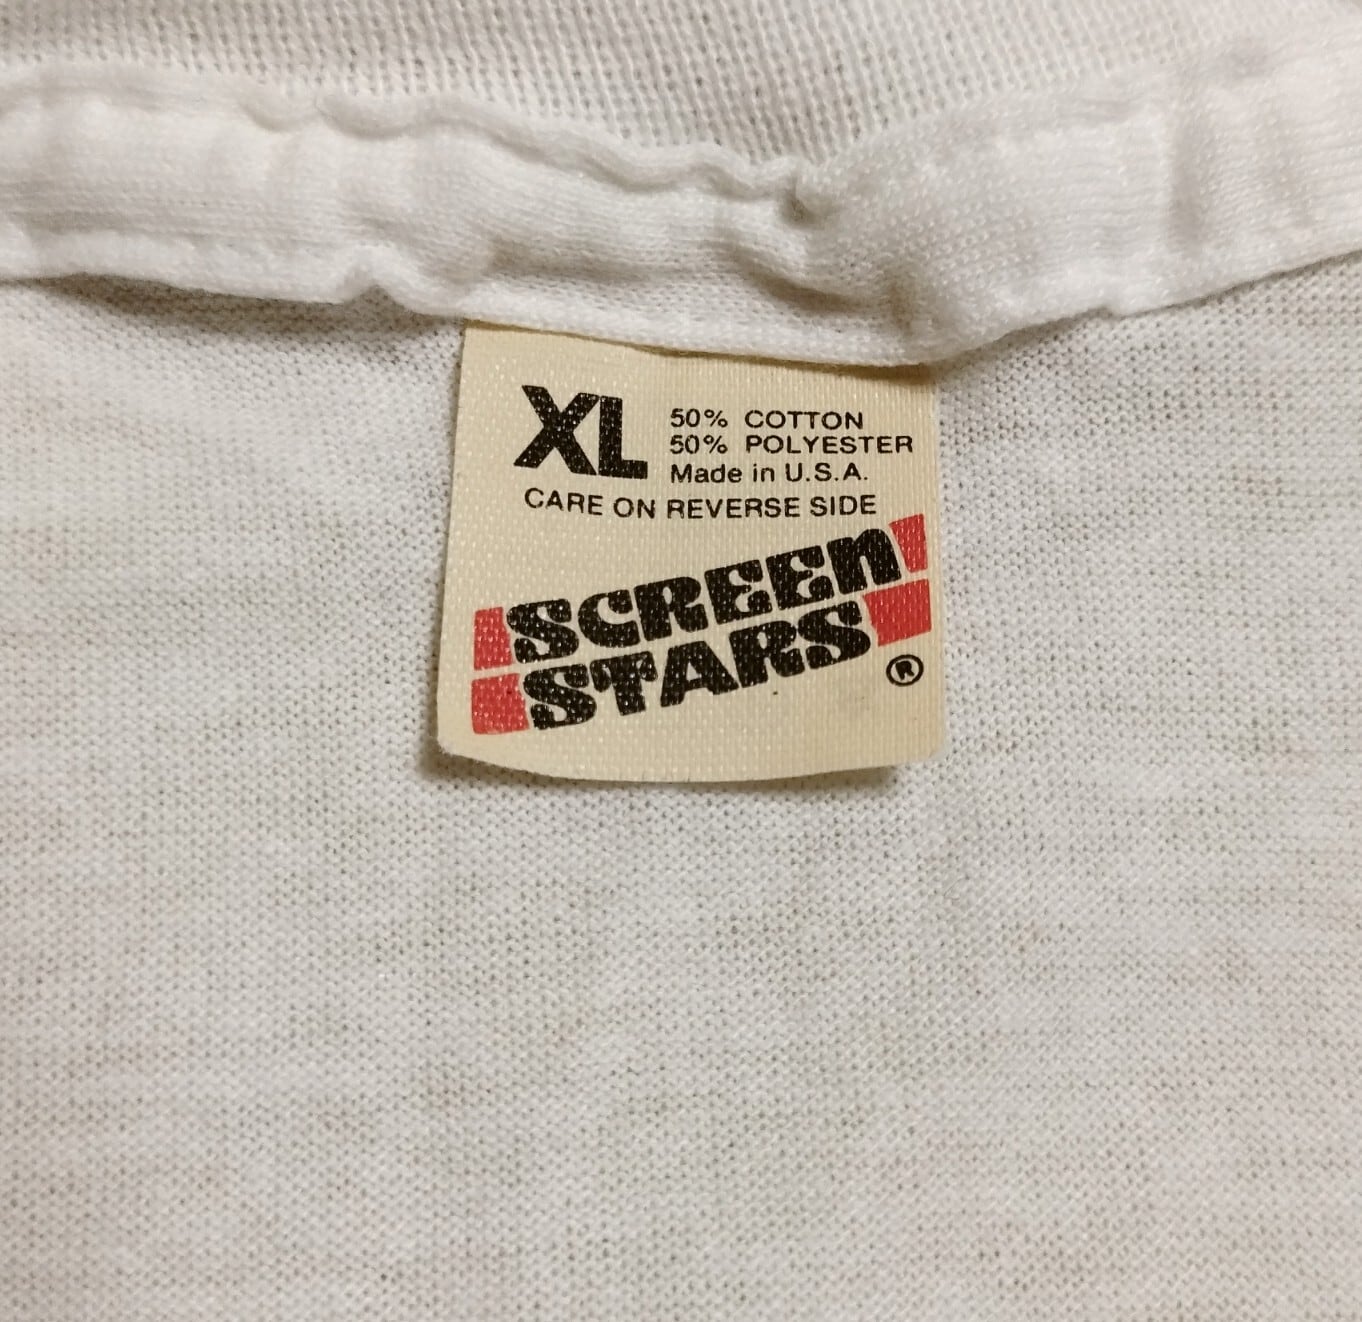 XL
50% COTTON
50% POLYESTER
Made in U.S.A.
CARE ON REVERSE SIDE
SCREEN
STARS
®